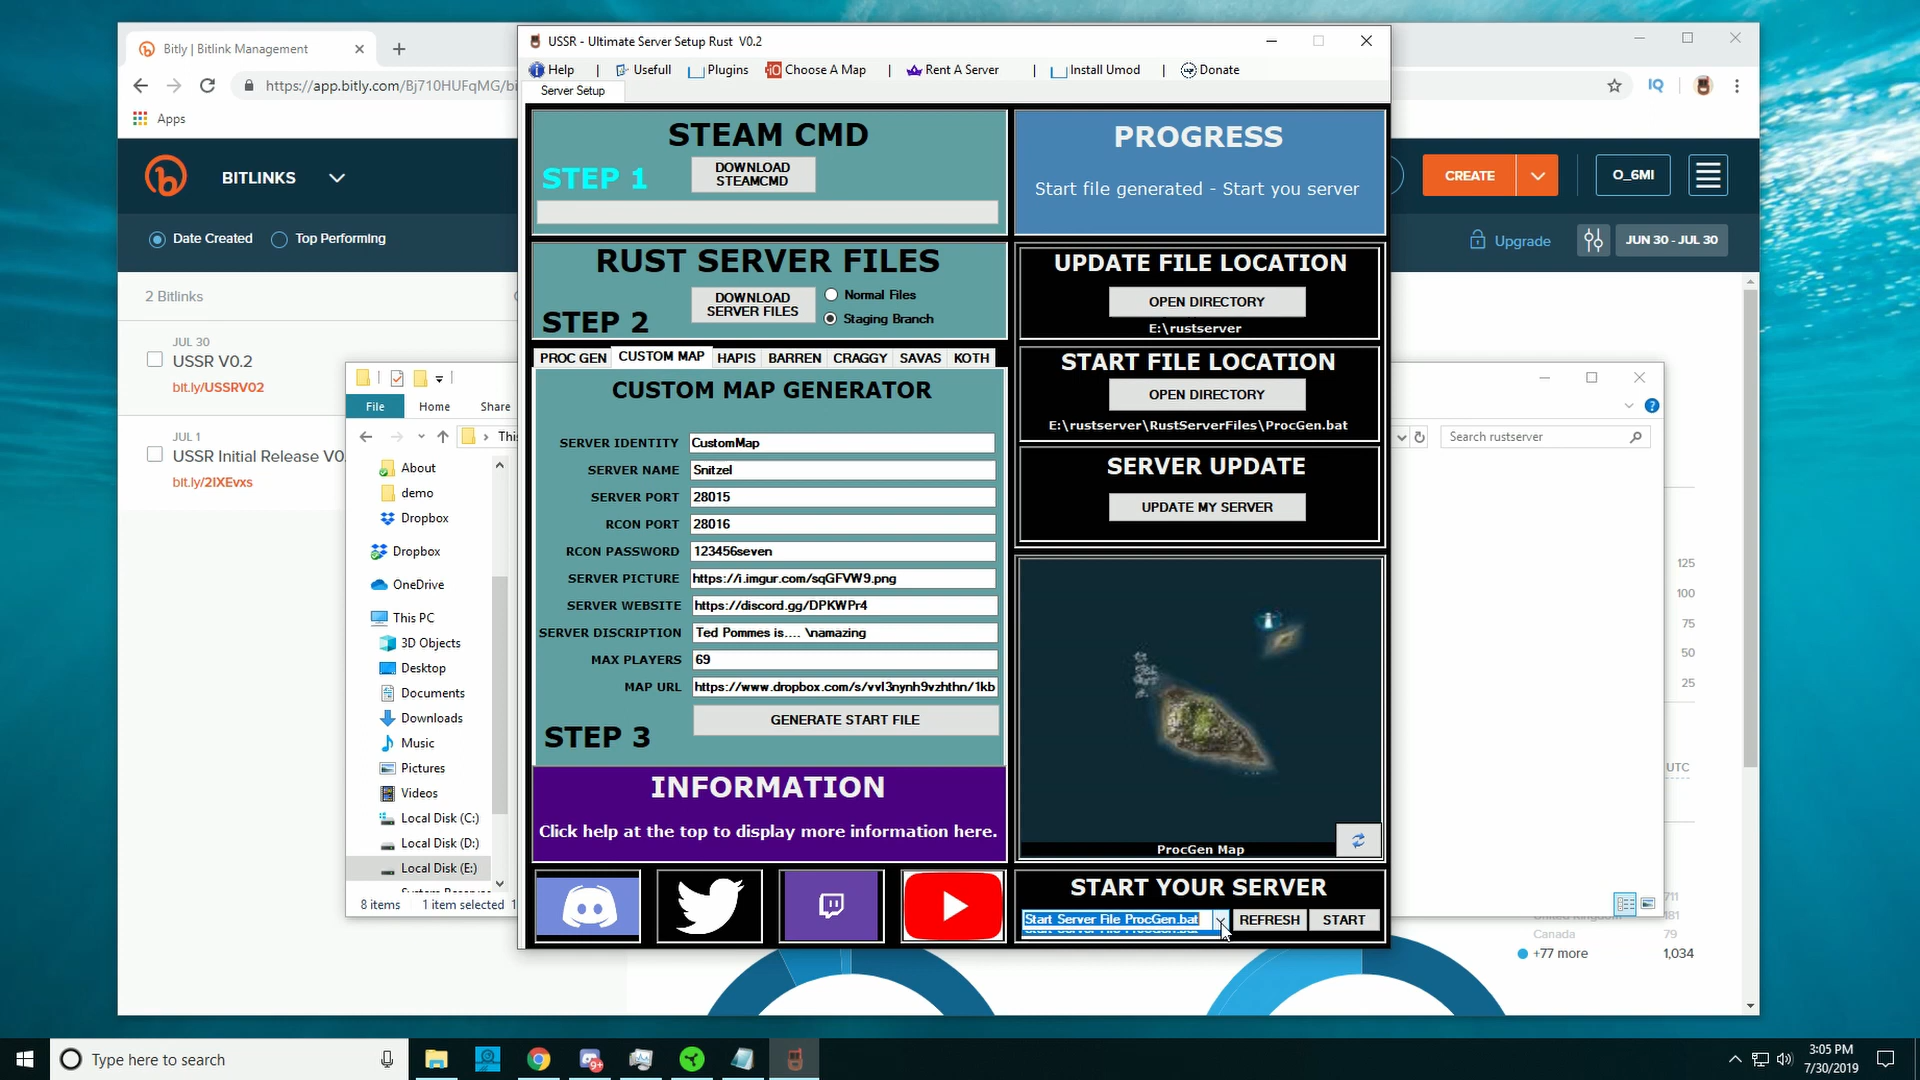 Bitly | Bitlink Management
https://app.bitly.com/Bj710HUFqMG/bi
Apps
BITLINKS
CREATE
O_6MI
Date Created
Top Performing
Upgrade
JUN 30 - JUL 30
2 Bitlinks
JUL 30
USSR V0.2
bit.ly/USSRV02
JUL 1
USSR Initial Release V0.
bit.ly/2IXEvxs
File
Home
Share
Search rustserver
About
demo
Dropbox
Dropbox
OneDrive
This PC
3D Objects
Desktop
Documents
Downloads
Music
Pictures
Videos
Local Disk (C:)
Local Disk (D:)
Local Disk (E:)
8 items
1 item selected
USSR - Ultimate Server Setup Rust V0.2
Help
Usefull
Plugins
Choose A Map
Rent A Server
Install Umod
Donate
Server Setup
STEAM CMD
STEP 1
DOWNLOAD
STEAMCMD
RUST SERVER FILES
STEP 2
DOWNLOAD
SERVER FILES
Normal Files
Staging Branch
PROC GEN
CUSTOM MAP
HAPIS
BARREN
CRAGGY
SAVAS
KOTH
CUSTOM MAP GENERATOR
SERVER IDENTITY CustomMap
SERVER NAME Snitzel
SERVER PORT 28015
RCON PORT 28016
RCON PASSWORD 123456seven
SERVER PICTURE https://i.imgur.com/sqGFVW9.png
SERVER WEBSITE https://discord.gg/DPKWPr4
SERVER DISCRIPTION Ted Pommes is.... \namazing
MAX PLAYERS 69
MAP URL https://www.dropbox.com/s/vvl3nynh9vzhthn/1kb
STEP 3
GENERATE START FILE
INFORMATION
Click help at the top to display more information here.
PROGRESS
Start file generated - Start you server
UPDATE FILE LOCATION
OPEN DIRECTORY
E:\rustserver
START FILE LOCATION
OPEN DIRECTORY
E:\rustserver\RustServerFiles\ProcGen.bat
SERVER UPDATE
UPDATE MY SERVER
ProcGen Map
START YOUR SERVER
Start Server File ProcGen.bat
REFRESH
START
125
100
75
50
25
UTC
Canada
79
+77 more
1,034
Type here to search
9+
3:05 PM
7/30/2019